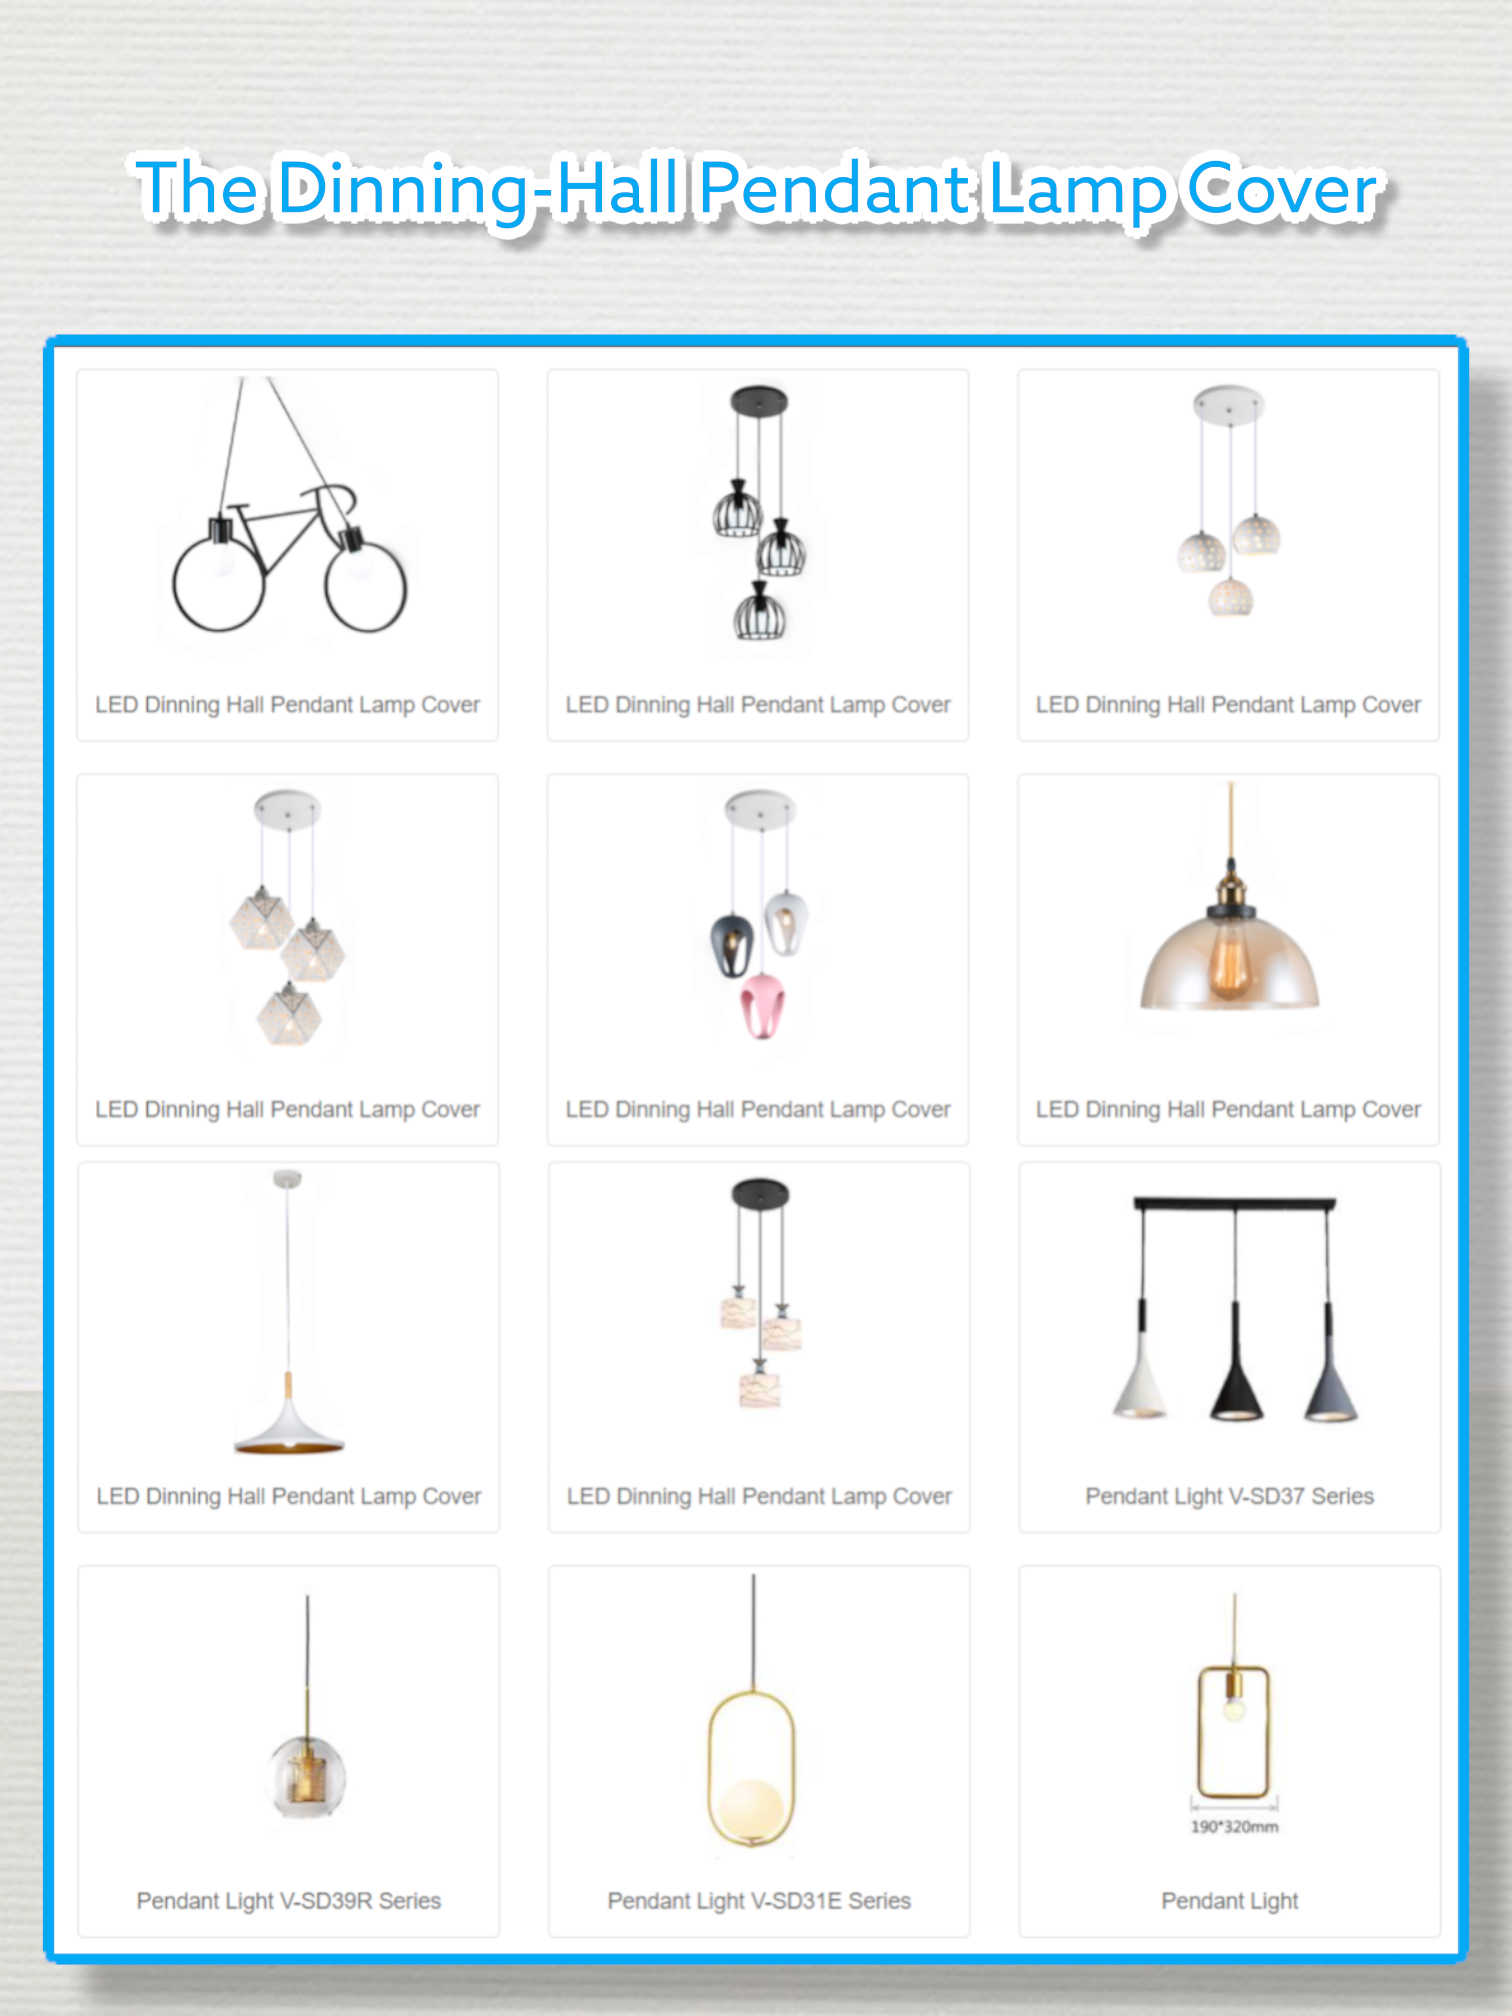 The Dinning-Hall Pendant Lamp Cover
LED Dinning Hall Pendant Lamp Cover
LED Dinning Hall Pendant Lamp Cover
LED Dinning Hall Pendant Lamp Cover
LED Dinning Hall Pendant Lamp Cover
LED Dinning Hall Pendant Lamp Cover
LED Dinning Hall Pendant Lamp Cover
LED Dinning Hall Pendant Lamp Cover
LED Dinning Hall Pendant Lamp Cover
Pendant Light V-SD37 Series
190*320mm
Pendant Light V-SD39R Series
Pendant Light V-SD31E Series
Pendant Light